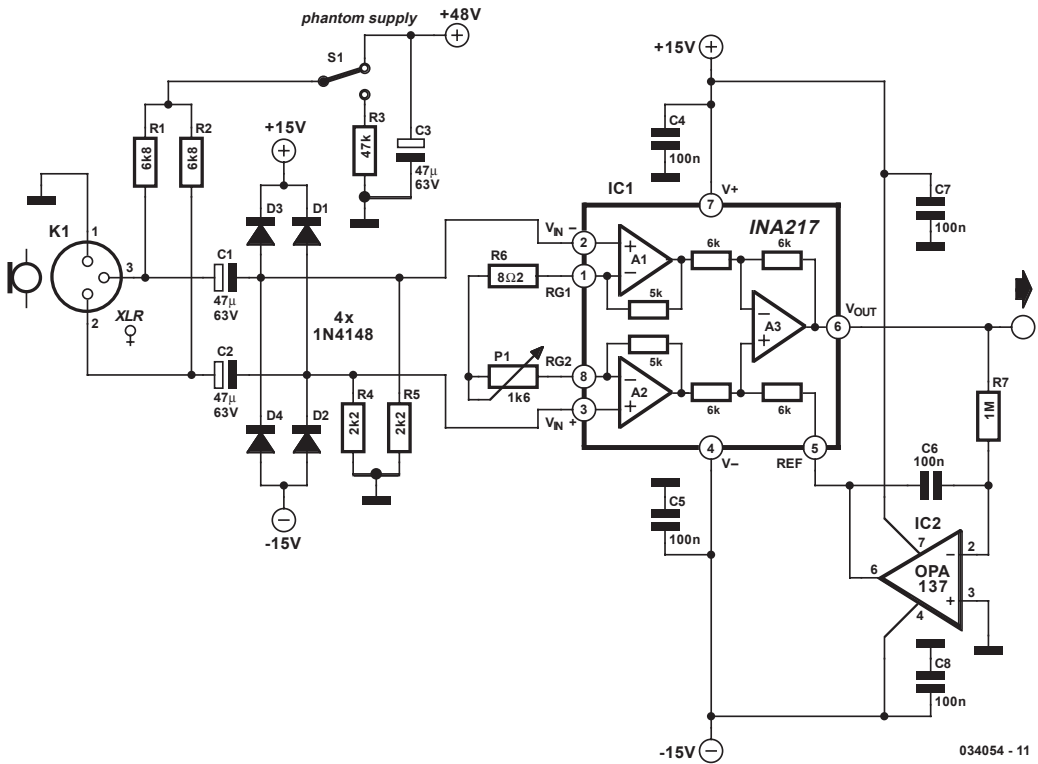 phantom supply
+48V
S1
R1
6k8
R2
6k8
R3
47k
C3
47µ
63V
+15V
K1
1
3
2
XLR
D3
D1
C1
47µ
63V
4x
1N4148
C2
47µ
63V
D4
D2
R4
2k2
R5
2k2
-15V
R6
8Ω2
P1
1k6
+15V
C4
100n
C7
100n
IC1
V+
7
INA217
VIN −
2
1
RG1
A1
+
−
5k
6k
6k
A3
−
+
VOUT
6
RG2
8
3
VIN +
A2
−
+
5k
6k
6k
4
V−
5
REF
C5
100n
R7
1M
C6
100n
IC2
OPA
137
7
2
−
6
+
3
4
C8
100n
-15V
034054 - 11